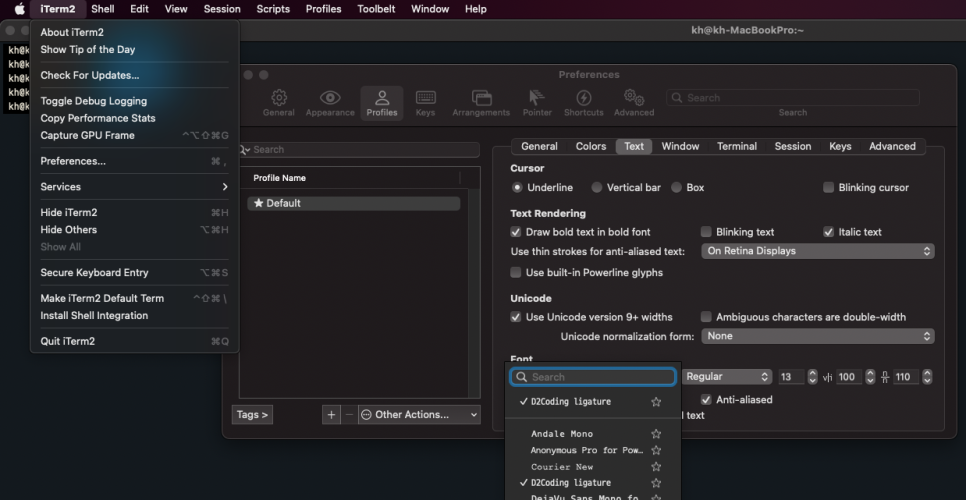 iTerm2 Shell Edit View Session Scripts Profiles Toolbelt Window Help
kh@kh-MacBookPro:~
About iTerm2
Show Tip of the Day
Check For Updates...
Toggle Debug Logging
Copy Performance Stats
Capture GPU Frame ^⌥⇧⌘G
Preferences... ⌘ ,
Services
Hide iTerm2 ⌘H
Hide Others ⌥⌘H
Show All
Secure Keyboard Entry ⌥⌘S
Make iTerm2 Default Term ^⇧⌘ \
Install Shell Integration
Quit iTerm2 ⌘Q
kh@k
kh@k
kh@k
kh@k
kh@k
Preferences
General Appearance Profiles Keys Arrangements Pointer Shortcuts Advanced
Search
Search
Search
Profile Name
★ Default
Tags >
+ − Other Actions...
General Colors Text Window Terminal Session Keys Advanced
Cursor
Underline Vertical bar Box Blinking cursor
Text Rendering
Draw bold text in bold font Blinking text Italic text
Use thin strokes for anti-aliased text: On Retina Displays
Use built-in Powerline glyphs
Unicode
Use Unicode version 9+ widths Ambiguous characters are double-width
Unicode normalization form: None
Font
Search
Regular 13 100 110
D2Coding ligature
Anti-aliased
text
Andale Mono
Anonymous Pro for Pow…
Courier New
D2Coding ligature
DejaVu Sans Mono fo